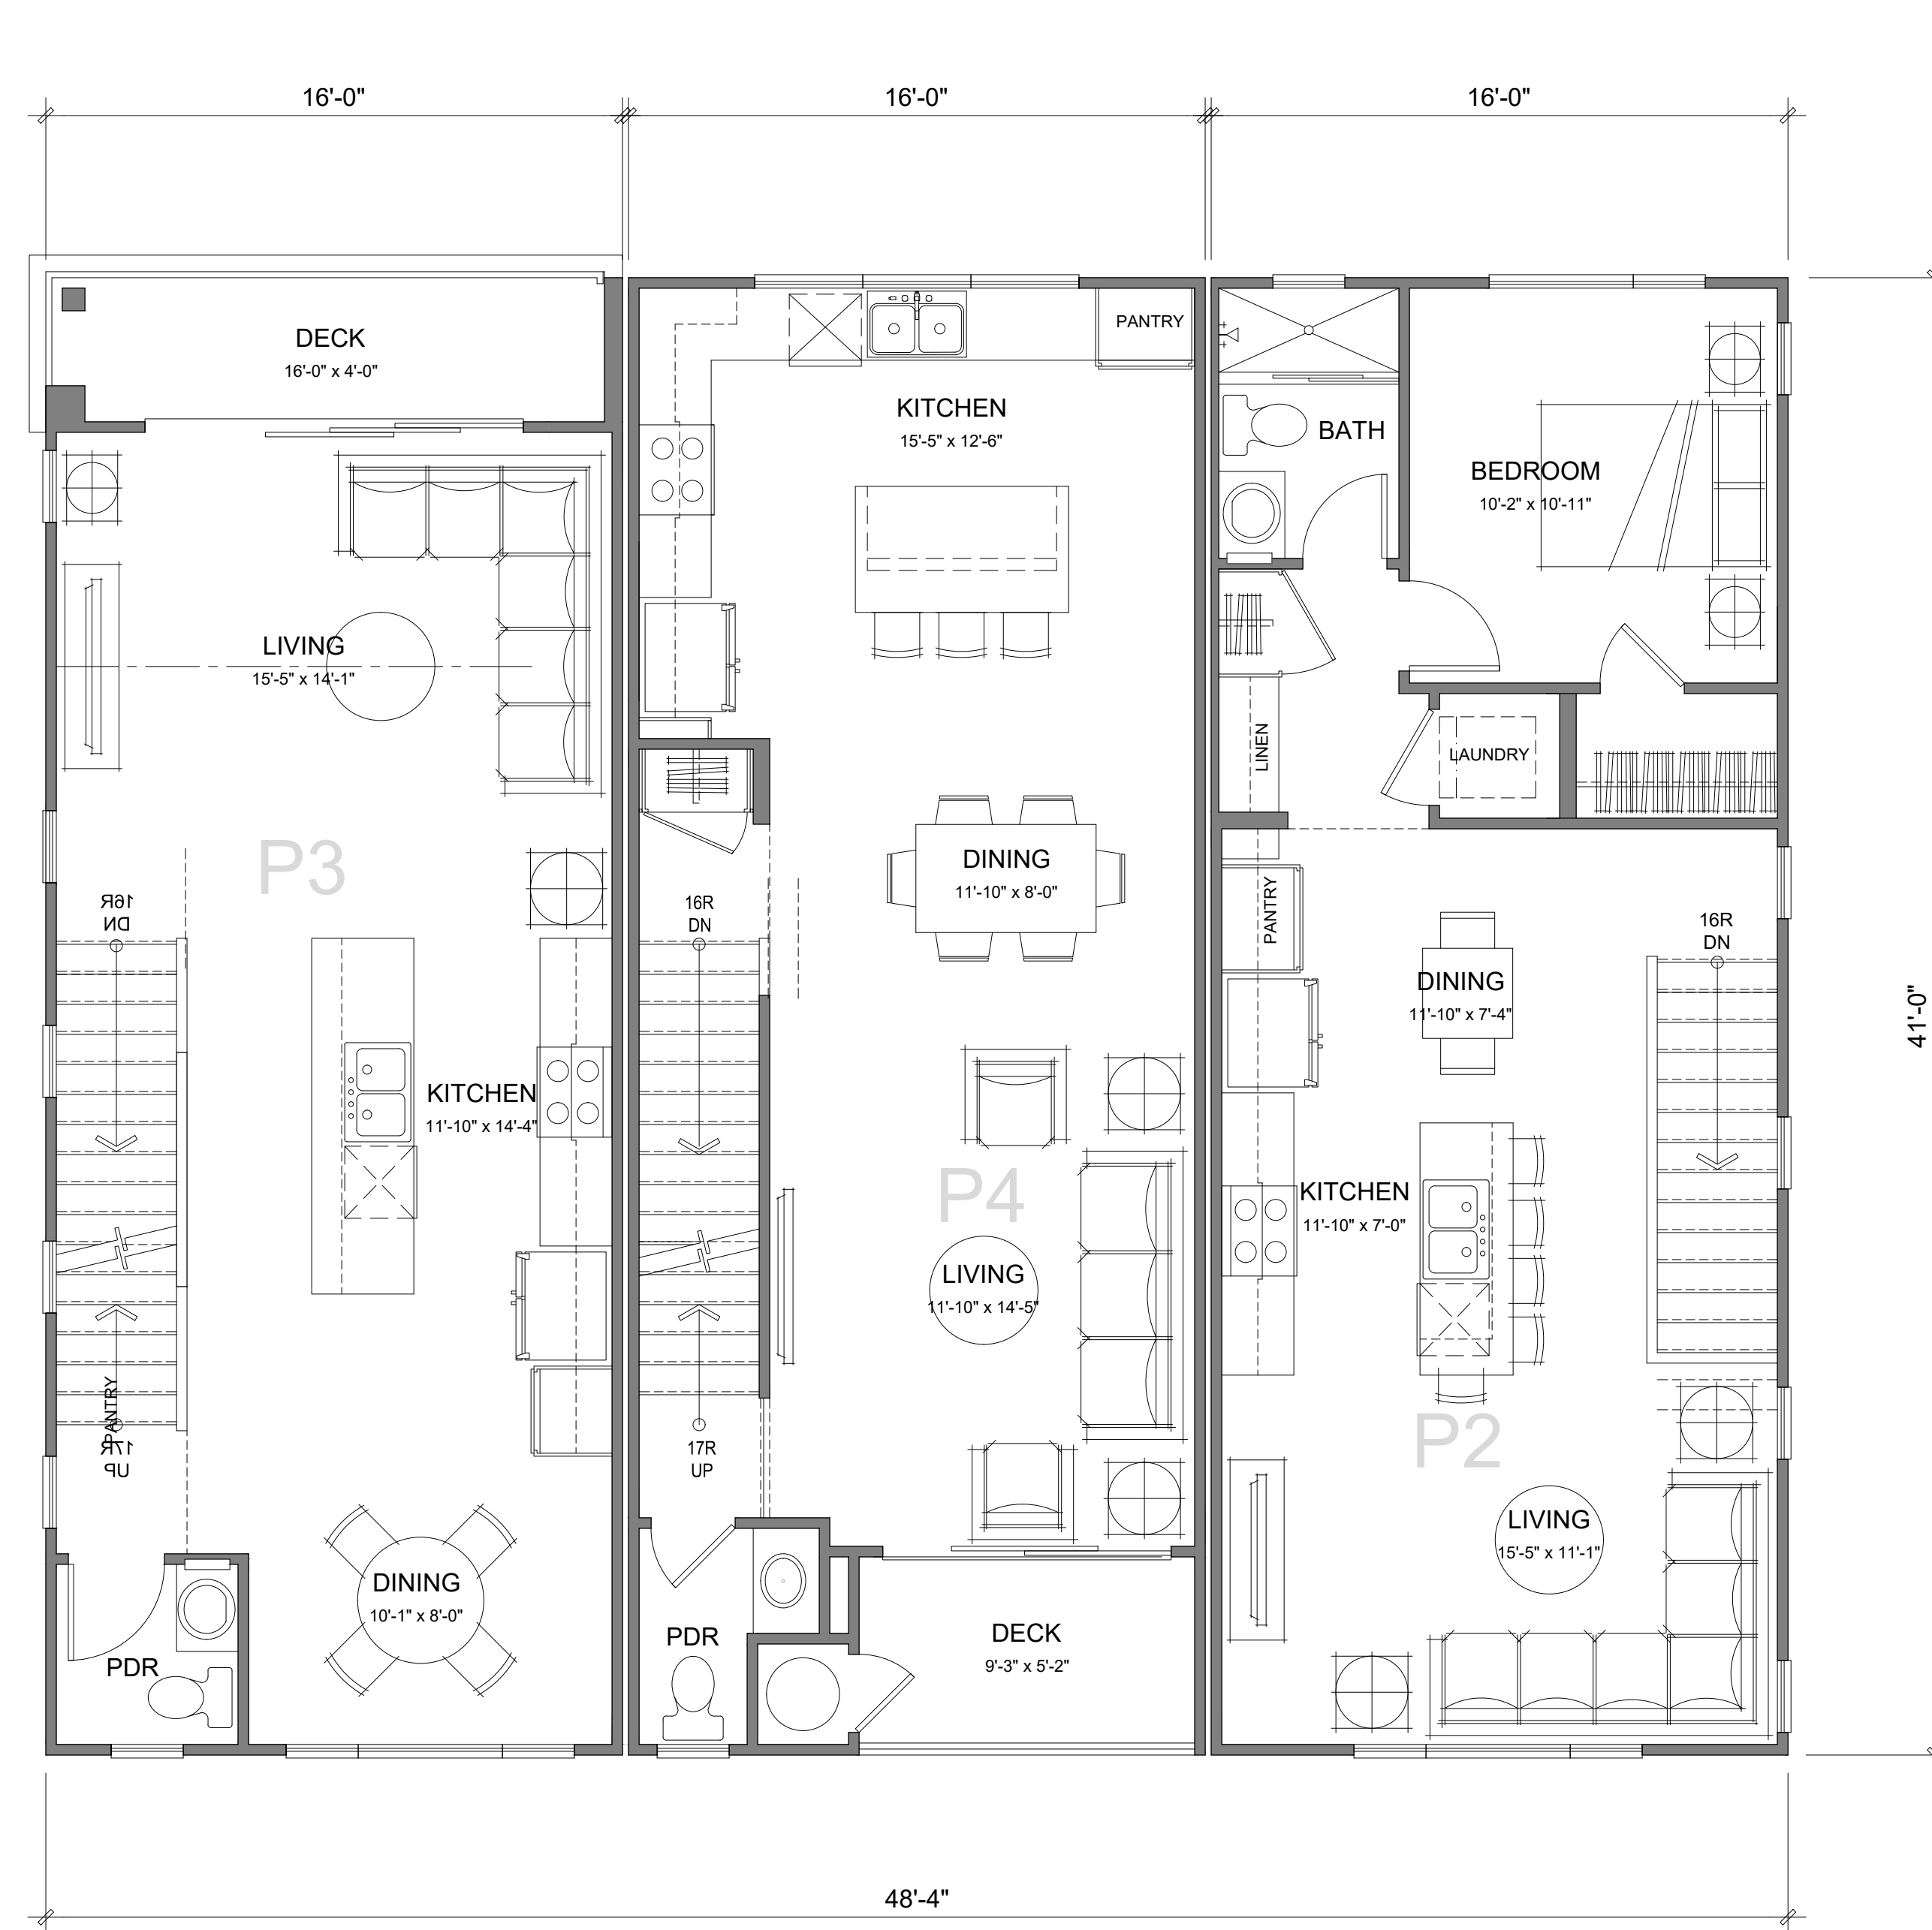 16'-0"
16'-0"
16'-0"
DECK
16'-0" x 4'-0"
LIVING
15'-5" x 14'-1"
P3
16R
DN
KITCHEN
11'-10" x 14'-4"
PANTRY
17R
UP
DINING
10'-1" x 8'-0"
PDR
PANTRY
KITCHEN
15'-5" x 12'-6"
DINING
11'-10" x 8'-0"
16R
DN
P4
LIVING
11'-10" x 14'-5"
17R
UP
PDR
DECK
9'-3" x 5'-2"
BATH
BEDROOM
10'-2" x 10'-11"
LINEN
LAUNDRY
PANTRY
DINING
11'-10" x 7'-4"
16R
DN
KITCHEN
11'-10" x 7'-0"
P2
LIVING
15'-5" x 11'-1"
41'-0"
48'-4"